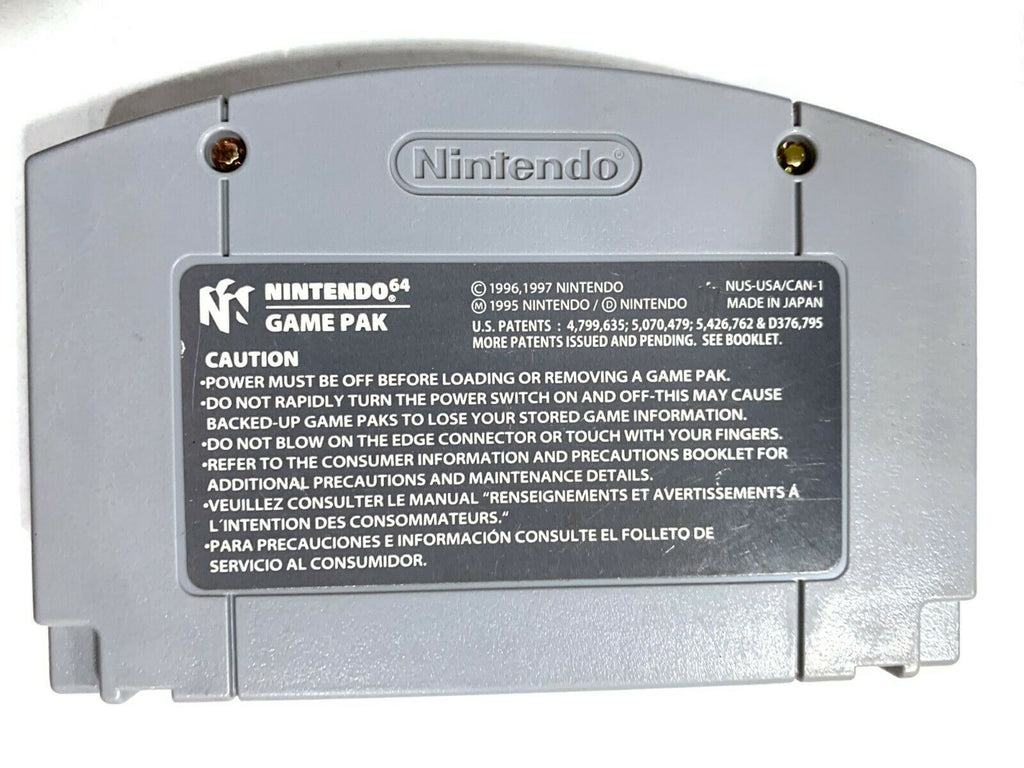 Nintendo®
NINTENDO64® GAME PAK
© 1996,1997 NINTENDO NUS-USA/CAN-1
Ⓜ 1995 NINTENDO / Ⓓ NINTENDO MADE IN JAPAN
U.S. PATENTS : 4,799,635; 5,070,479; 5,426,762 & D376,795
MORE PATENTS ISSUED AND PENDING. SEE BOOKLET.
CAUTION
•POWER MUST BE OFF BEFORE LOADING OR REMOVING A GAME PAK.
•DO NOT RAPIDLY TURN THE POWER SWITCH ON AND OFF-THIS MAY CAUSE
BACKED-UP GAME PAKS TO LOSE YOUR STORED GAME INFORMATION.
•DO NOT BLOW ON THE EDGE CONNECTOR OR TOUCH WITH YOUR FINGERS.
•REFER TO THE CONSUMER INFORMATION AND PRECAUTIONS BOOKLET FOR
ADDITIONAL PRECAUTIONS AND MAINTENANCE DETAILS.
•VEUILLEZ CONSULTER LE MANUAL "RENSEIGNEMENTS ET AVERTISSEMENTS Á
L´INTENTION DES CONSOMMATEURS."
•PARA PRECAUCIONES E INFORMACIÓN CONSULTE EL FOLLETO DE
SERVICIO AL CONSUMIDOR.